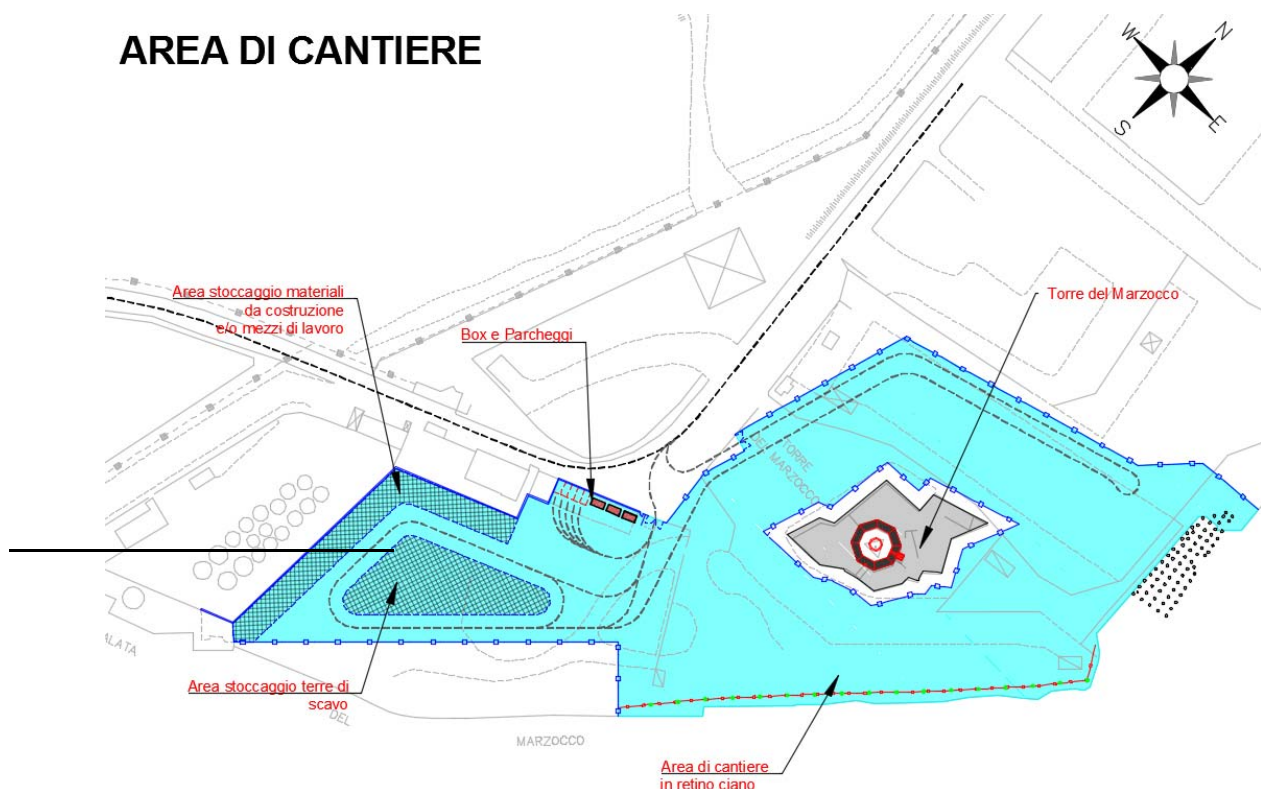 AREA DI CANTIERE
W
N
S
E
Area stoccaggio materiali
da costruzione
e/o mezzi di lavoro
Box e Parcheggi
Torre del Marzocco
DEL
TORRE
MARZOCCO
ALATA
Area stoccaggio terre di
scavo
DEL
MARZOCCO
Area di cantiere
in retino ciano